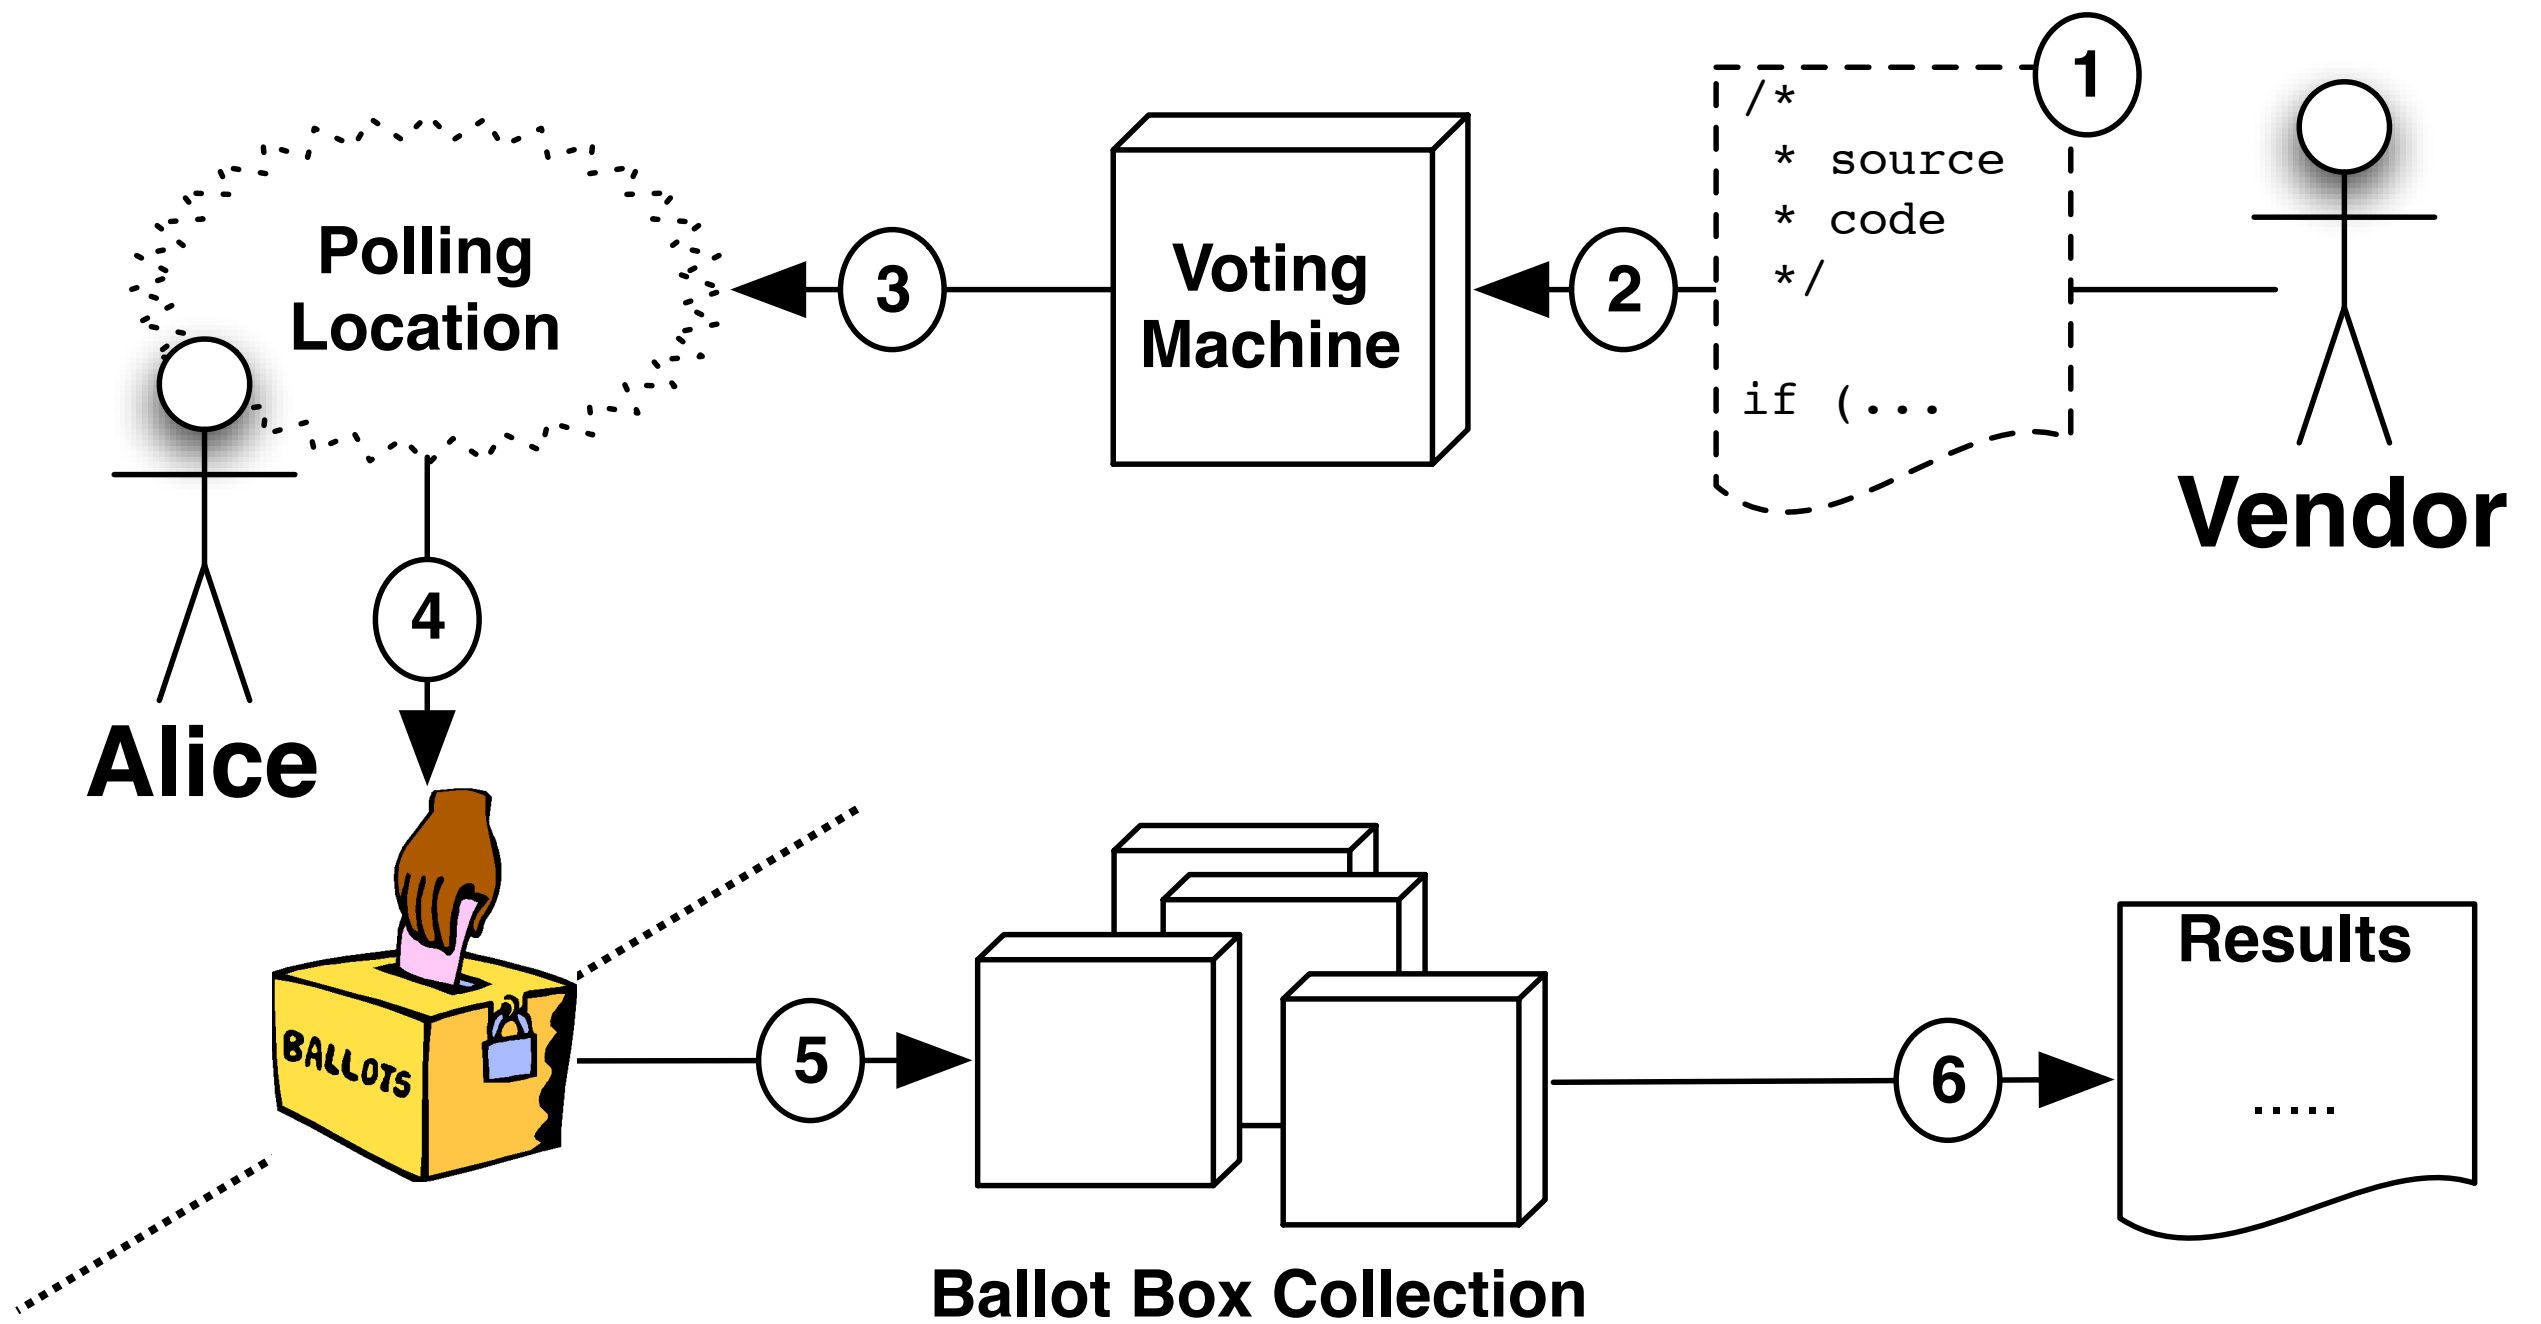 1
/*
* source
* code
*/
if (...
Vendor
2
Voting
Machine
3
Polling
Location
Alice
4
BALLOTS
5
Ballot Box Collection
6
Results
.....